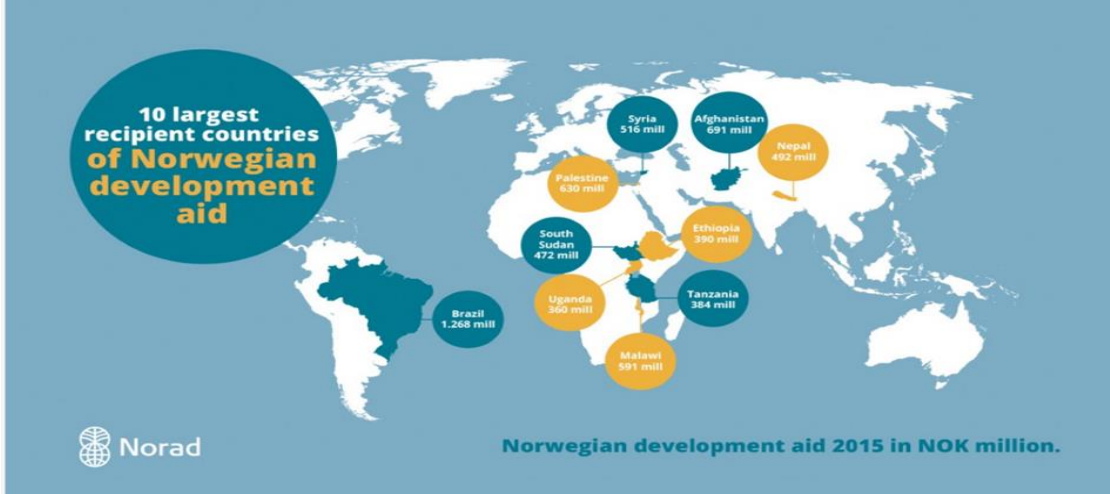 10 largest
recipient countries
of Norwegian
development
aid
Syria
516 mill
Afghanistan
691 mill
Nepal
492 mill
Palestine
630 mill
Ethiopia
390 mill
South
Sudan
472 mill
Uganda
360 mill
Tanzania
384 mill
Brazil
1.268 mill
Malawi
591 mill
Norad
Norwegian development aid 2015 in NOK million.